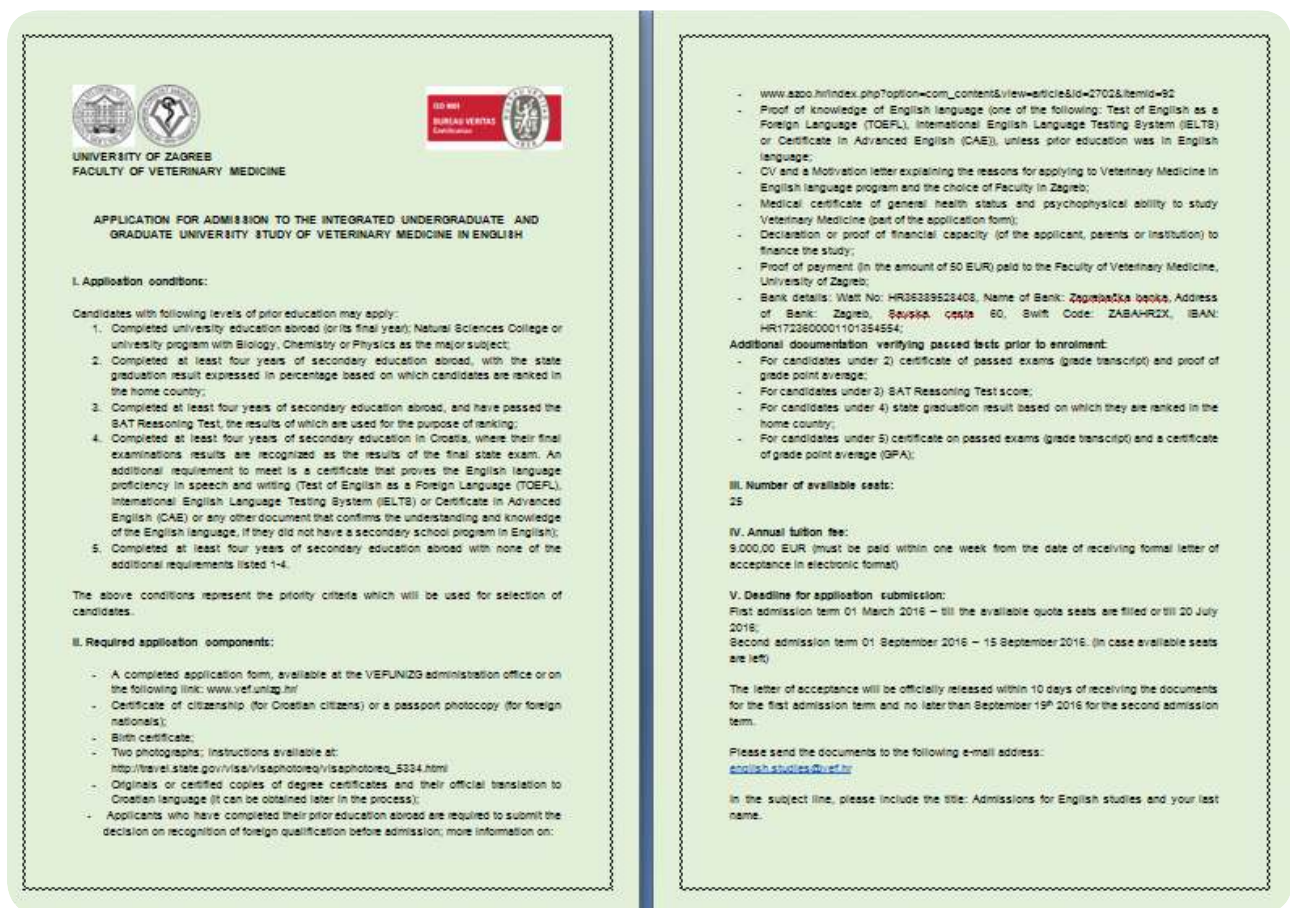 ISO 9001
BUREAU VERITAS
Certification
1828
UNIVERSITY OF ZAGREB
FACULTY OF VETERINARY MEDICINE
APPLICATION FOR ADMISSION TO THE INTEGRATED UNDERGRADUATE AND
GRADUATE UNIVERSITY STUDY OF VETERINARY MEDICINE IN ENGLISH
I. Application conditions:
Candidates with following levels of prior education may apply:
1. Completed university education abroad (or its final year); Natural Sciences College or
university program with Biology, Chemistry or Physics as the major subject;
2. Completed at least four years of secondary education abroad, with the state
graduation result expressed in percentage based on which candidates are ranked in
the home country;
3. Completed at least four years of secondary education abroad, and have passed the
SAT Reasoning Test, the results of which are used for the purpose of ranking;
4. Completed at least four years of secondary education in Croatia, where their final
examinations results are recognized as the results of the final state exam. An
additional requirement to meet is a certificate that proves the English language
proficiency in speech and writing (Test of English as a Foreign Language (TOEFL),
International English Language Testing System (IELTS) or Certificate in Advanced
English (CAE) or any other document that confirms the understanding and knowledge
of the English language, if they did not have a secondary school program in English);
5. Completed at least four years of secondary education abroad with none of the
additional requirements listed 1-4.
The above conditions represent the priority criteria which will be used for selection of
candidates.
II. Required application components:
- A completed application form, available at the VEFUNIZG administration office or on
the following link: www.vef.unizg.hr/
- Certificate of citizenship (for Croatian citizens) or a passport photocopy (for foreign
nationals);
- Birth certificate;
- Two photographs; instructions available at:
http://travel.state.gov/visa/visaphotoreq/visaphotoreq_5334.html
- Originals or certified copies of degree certificates and their official translation to
Croatian language (it can be obtained later in the process);
- Applicants who have completed their prior education abroad are required to submit the
decision on recognition of foreign qualification before admission; more information on:
- www.azoo.hr/index.php?option=com_content&view=article&id=2702&Itemid=92
- Proof of knowledge of English language (one of the following: Test of English as a
Foreign Language (TOEFL), International English Language Testing System (IELTS)
or Certificate in Advanced English (CAE)), unless prior education was in English
language;
- CV and a Motivation letter explaining the reasons for applying to Veterinary Medicine in
English language program and the choice of Faculty in Zagreb;
- Medical certificate of general health status and psychophysical ability to study
Veterinary Medicine (part of the application form);
- Declaration or proof of financial capacity (of the applicant, parents or institution) to
finance the study;
- Proof of payment (in the amount of 50 EUR) paid to the Faculty of Veterinary Medicine,
University of Zagreb;
- Bank details: Watt No: HR36389528408, Name of Bank: Zagrebačka banka, Address
of Bank: Zagreb, Savska cesta 60, Swift Code: ZABAHR2X, IBAN:
HR1723600001101354554;
Additional documentation verifying passed tests prior to enrolment:
- For candidates under 2) certificate of passed exams (grade transcript) and proof of
grade point average;
- For candidates under 3) SAT Reasoning Test score;
- For candidates under 4) state graduation result based on which they are ranked in the
home country;
- For candidates under 5) certificate on passed exams (grade transcript) and a certificate
of grade point average (GPA);
III. Number of available seats:
25
IV. Annual tuition fee:
9.000,00 EUR (must be paid within one week from the date of receiving formal letter of
acceptance in electronic format)
V. Deadline for application submission:
First admission term 01 March 2016 – till the available quota seats are filled or till 20 July
2016;
Second admission term 01 September 2016 – 15 September 2016. (in case available seats
are left)
The letter of acceptance will be officially released within 10 days of receiving the documents
for the first admission term and no later than September 19th 2016 for the second admission
term.
Please send the documents to the following e-mail address:
english.studies@vef.hr
In the subject line, please include the title: Admissions for English studies and your last
name.